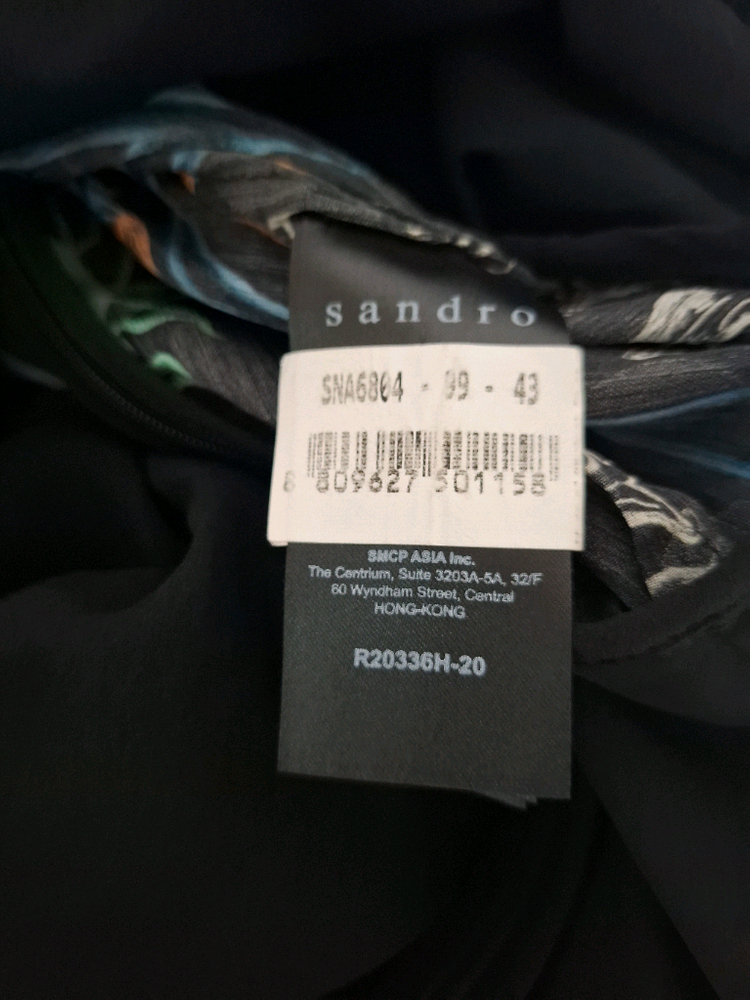 sandro
SNA6804 - 99 - 43
8 809627 501158
SMCP ASIA Inc.
The Centrium, Suite 3203A-5A, 32/F
60 Wyndham Street, Central
HONG-KONG
R20336H-20